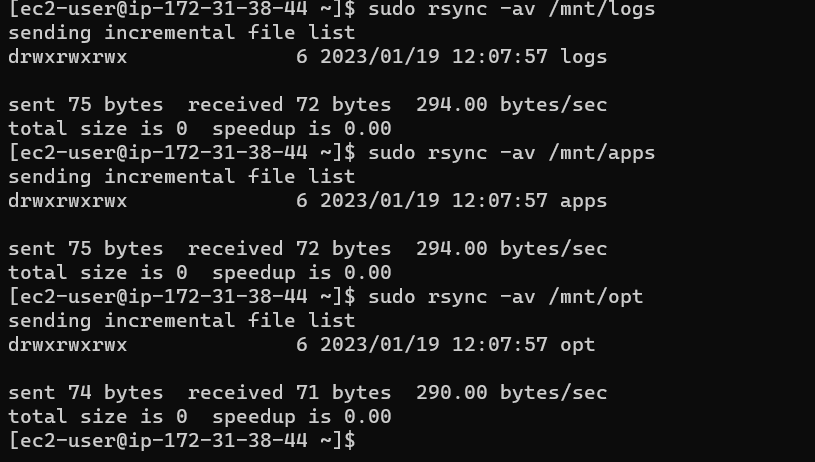 [ec2-user@ip-172-31-38-44 ~]$ sudo rsync -av /mnt/logs
sending incremental file list
drwxrwxrwx              6 2023/01/19 12:07:57 logs

sent 75 bytes  received 72 bytes  294.00 bytes/sec
total size is 0  speedup is 0.00
[ec2-user@ip-172-31-38-44 ~]$ sudo rsync -av /mnt/apps
sending incremental file list
drwxrwxrwx              6 2023/01/19 12:07:57 apps

sent 75 bytes  received 72 bytes  294.00 bytes/sec
total size is 0  speedup is 0.00
[ec2-user@ip-172-31-38-44 ~]$ sudo rsync -av /mnt/opt
sending incremental file list
drwxrwxrwx              6 2023/01/19 12:07:57 opt

sent 74 bytes  received 71 bytes  290.00 bytes/sec
total size is 0  speedup is 0.00
[ec2-user@ip-172-31-38-44 ~]$